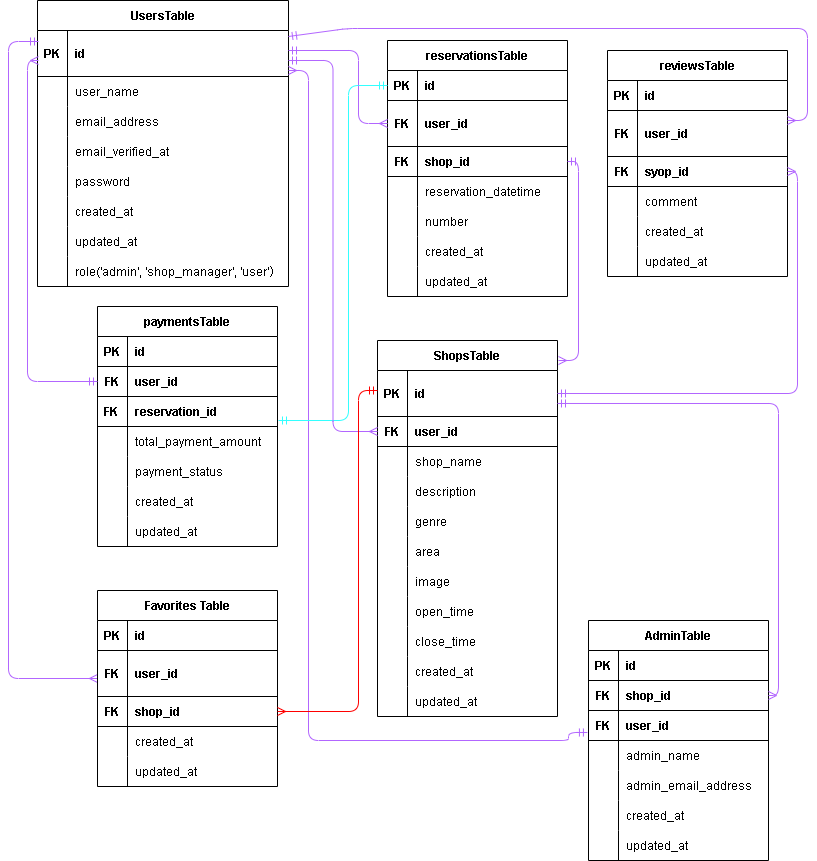 UsersTable
PK id
user_name
email_address
email_verified_at
password
created_at
updated_at
role('admin', 'shop_manager', 'user')
reservationsTable
PK id
FK user_id
FK shop_id
reservation_datetime
number
created_at
updated_at
reviewsTable
PK id
FK user_id
FK syop_id
comment
created_at
updated_at
paymentsTable
PK id
FK user_id
FK reservation_id
total_payment_amount
payment_status
created_at
updated_at
ShopsTable
PK id
FK user_id
shop_name
description
genre
area
image
open_time
close_time
created_at
updated_at
Favorites Table
PK id
FK user_id
FK shop_id
created_at
updated_at
AdminTable
PK id
FK shop_id
FK user_id
admin_name
admin_email_address
created_at
updated_at